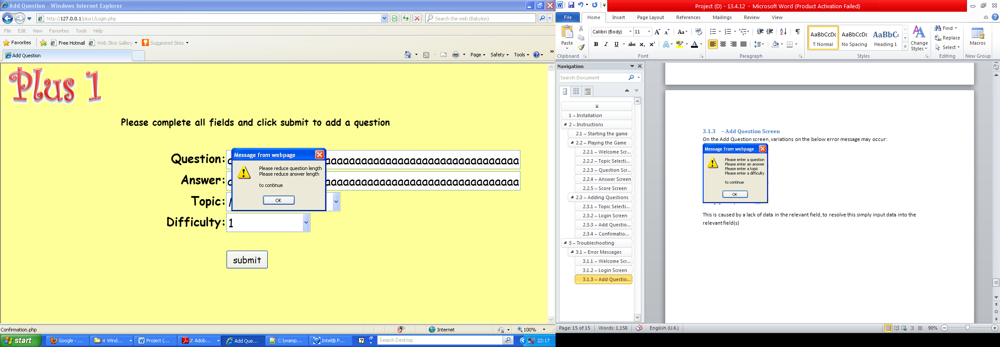 Add Question - Windows Internet Explorer
http://127.0.0.1/plus1/Login.php
Search the web (Babylon)
File Edit View Favorites Tools Help
Favorites Free Hotmail Web Slice Gallery Suggested Sites
Add Question
Page Safety Tools
Plus 1
Please complete all fields and click submit to add a question
Question:
aaaaaaaaaaaaaaaaaaaaaaaaaaaaaaaa
Answer:
aaaaaaaaaaaaaaaaaaaaaaaaaaaaaaaa
Topic:
Difficulty: 1
submit
Message from webpage
Please reduce question length
Please reduce answer length
to continue
OK
Confirmation.php
Internet
100%
start
Google - ...
4 Wind...
Project (...
2 Adob...
Add Que...
C:\wamp...
Intel® P...
Search Desktop
22:17
Project (D) - 13.4.12 - Microsoft Word (Product Activation Failed)
File Home Insert Page Layout References Mailings Review View
Paste
Clipboard
Calibri (Body) 11
B I U abc x₂ x²
Font
Paragraph
AaBbCcDc AaBbCcDc AaBbC
¶ Normal No Spacing Heading 1
Change
Styles
Styles
Find
Replace
Select
Editing
Macros
New Group
Navigation
Search Document
1 – Installation
2 – Instructions
2.1 – Starting the game
2.2 – Playing the Game
2.2.1 – Welcome Scr...
2.2.2 – Topic Selecti...
2.2.3 – Question Scr...
2.2.4 – Answer Screen
2.2.5 – Score Screen
2.3 – Adding Questions
2.3.1 – Topic Selecti...
2.3.2 – Login Screen
2.3.3 – Add Questio...
2.3.4 – Confirmatio...
3 – Troubleshooting
3.1 – Error Messages
3.1.1 – Welcome Scr...
3.1.2 – Login Screen
3.1.3 – Add Questio...
3.1.3 – Add Question Screen
On the Add Question screen, variations on the below error message may occur:
Message from webpage
Please enter a question
Please enter an answer
Please enter a topic
Please enter a difficulty
to continue
OK
This is caused by a lack of data in the relevant field, to resolve this simply input data into the
relevant field(s)
Page: 15 of 15 Words: 1,158 English (U.K.) 90%